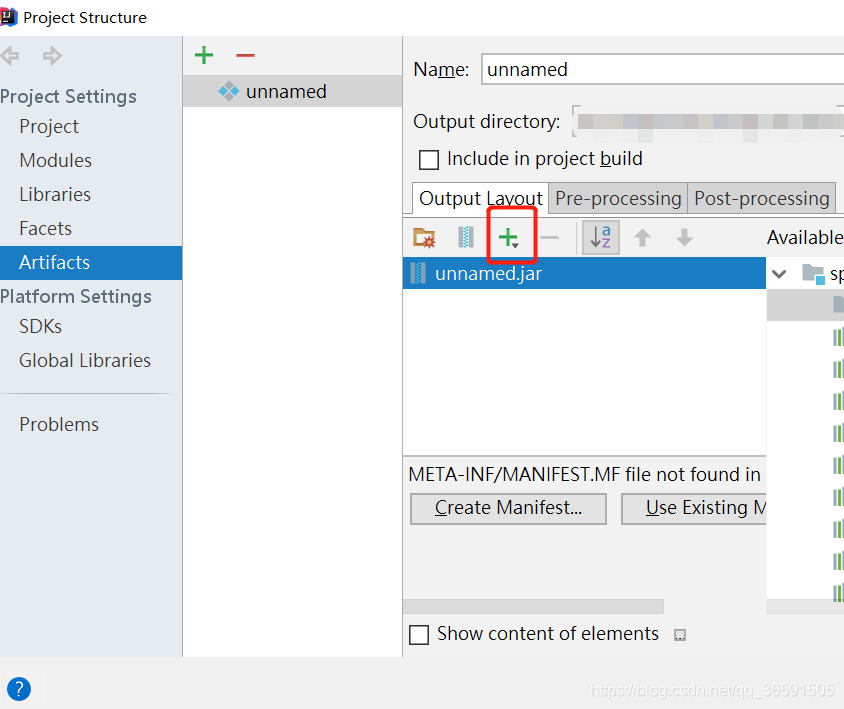 Project Structure
Project Settings
Project
Modules
Libraries
Facets
Artifacts
Platform Settings
SDKs
Global Libraries
Problems
unnamed
Name: unnamed
Output directory:
Include in project build
Output Layout Pre-processing Post-processing
Available
unnamed.jar
sp
META-INF/MANIFEST.MF file not found in
Create Manifest... Use Existing M
Show content of elements
?
https://blog.csdn.net/qq_36591505